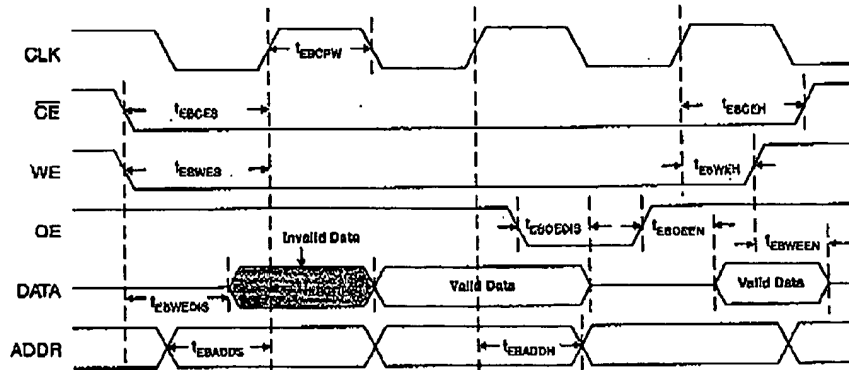 CLK
tEBCPW
CE
tEBCES
tEBCEH
WE
tEBWES
tEBWEH
OE
tEBOEDIS
tEBOEEN
tEBWEEN
Invalid Data
DATA
Valid Data
Valid Data
tEBWEDIS
ADDR
tEBADDS
tEBADDH